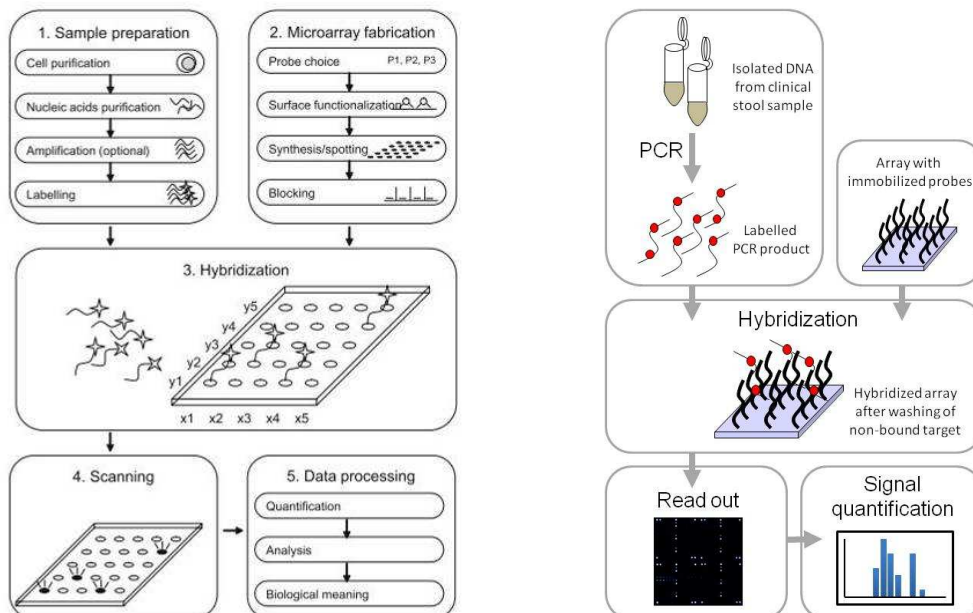 1. Sample preparation
Cell purification
Nucleic acids purification
Amplification (optional)
Labelling
2. Microarray fabrication
Probe choice P1, P2, P3
Surface functionalization
Synthesis/spotting
Blocking
3. Hybridization
y5
y4
y3
y2
y1
x1 x2 x3 x4 x5
4. Scanning
5. Data processing
Quantification
Analysis
Biological meaning
Isolated DNA
from clinical
stool sample
PCR
Labelled
PCR product
Array with
immobilized probes
Hybridization
Hybridized array
after washing of
non-bound target
Read out
Signal
quantification